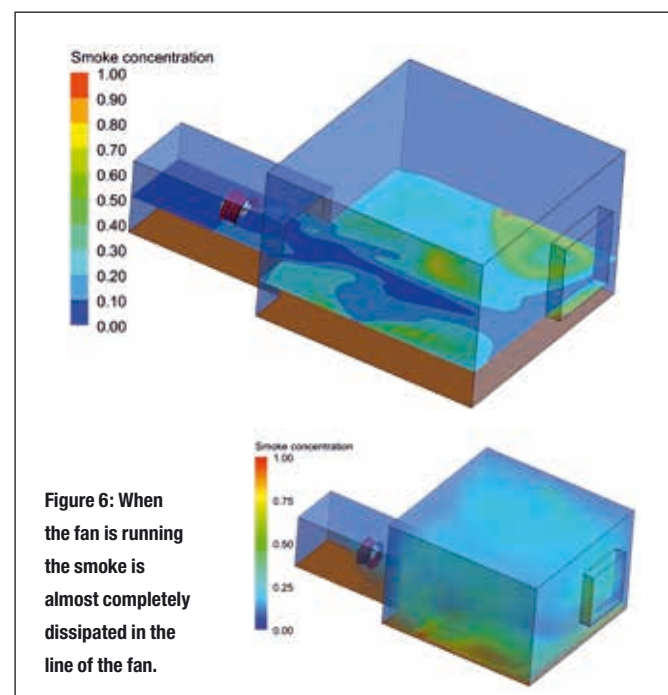 Smoke concentration
1.00
0.90
0.80
0.70
0.60
0.50
0.40
0.30
0.20
0.10
0.00
Smoke concentration
1.00
0.75
0.50
0.25
0.00
Figure 6: When
the fan is running
the smoke is
almost completely
dissipated in the
line of the fan.